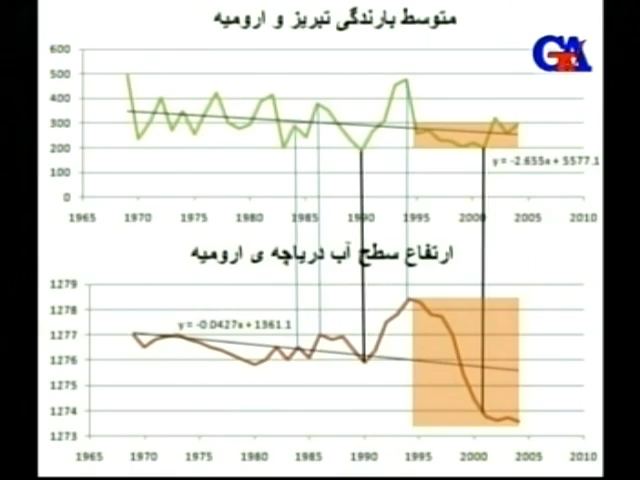 متوسط بارندگی تبریز و ارومیه
GTA
600
500
400
300
200
100
0
y = -2.655x + 5577.1
1965 1970 1975 1980 1985 1990 1995 2000 2005 2010
ارتفاع سطح آب دریاچه ی ارومیه
1279
1278
1277
1276
1275
1274
1273
y = -0.0427x + 1361.1
1965 1970 1975 1980 1985 1990 1995 2000 2005 2010